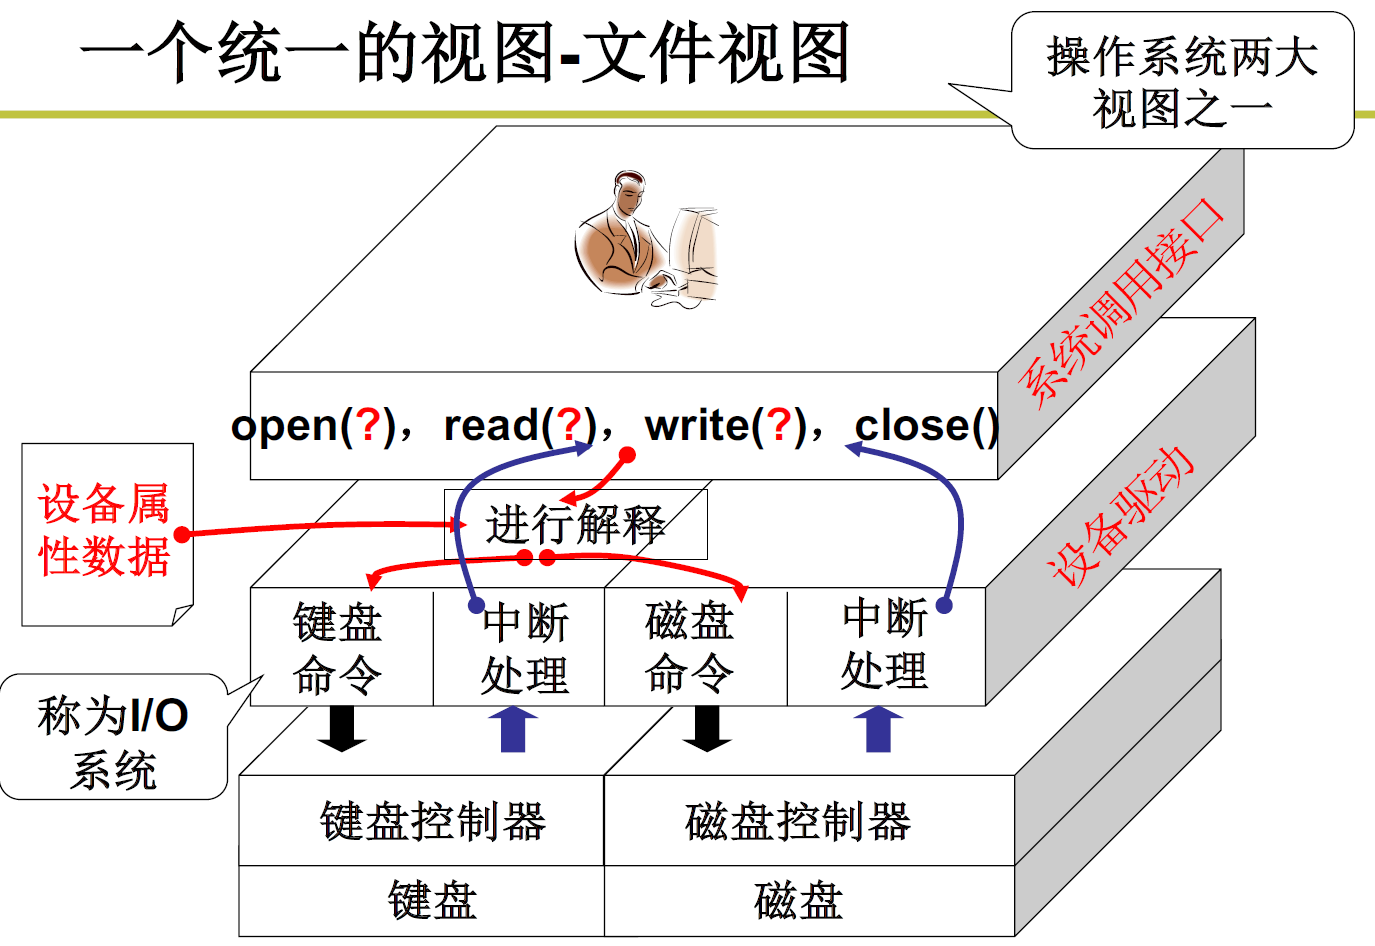 一个统一的视图-文件视图
操作系统两大
视图之一
系统调用接口
open(?)，read(?)，write(?)，close()
设备属
性数据
进行解释
设备驱动
键盘
命令
中断
处理
磁盘
命令
中断
处理
称为I/O
系统
键盘控制器
磁盘控制器
键盘
磁盘